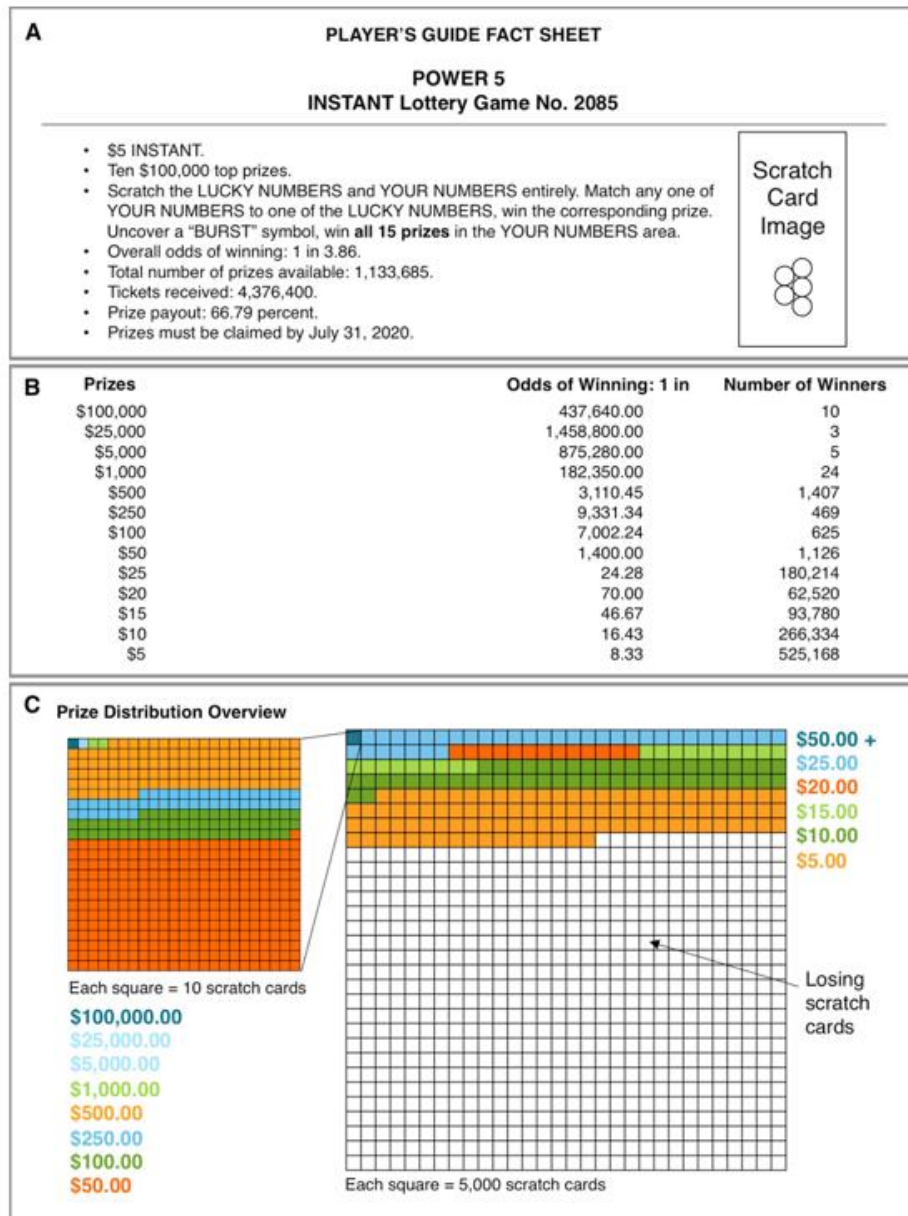 A
PLAYER'S GUIDE FACT SHEET
POWER 5
INSTANT Lottery Game No. 2085
• $5 INSTANT.
• Ten $100,000 top prizes.
• Scratch the LUCKY NUMBERS and YOUR NUMBERS entirely. Match any one of
YOUR NUMBERS to one of the LUCKY NUMBERS, win the corresponding prize.
Uncover a “BURST” symbol, win all 15 prizes in the YOUR NUMBERS area.
• Overall odds of winning: 1 in 3.86.
• Total number of prizes available: 1,133,685.
• Tickets received: 4,376,400.
• Prize payout: 66.79 percent.
• Prizes must be claimed by July 31, 2020.
Scratch
Card
Image
B
Prizes Odds of Winning: 1 in Number of Winners
$100,000 437,640.00 10
$25,000 1,458,800.00 3
$5,000 875,280.00 5
$1,000 182,350.00 24
$500 3,110.45 1,407
$250 9,331.34 469
$100 7,002.24 625
$50 1,400.00 1,126
$25 24.28 180,214
$20 70.00 62,520
$15 46.67 93,780
$10 16.43 266,334
$5 8.33 525,168
C
Prize Distribution Overview
$50.00 +
$25.00
$20.00
$15.00
$10.00
$5.00
Losing
scratch
cards
Each square = 10 scratch cards
$100,000.00
$25,000.00
$5,000.00
$1,000.00
$500.00
$250.00
$100.00
$50.00
Each square = 5,000 scratch cards